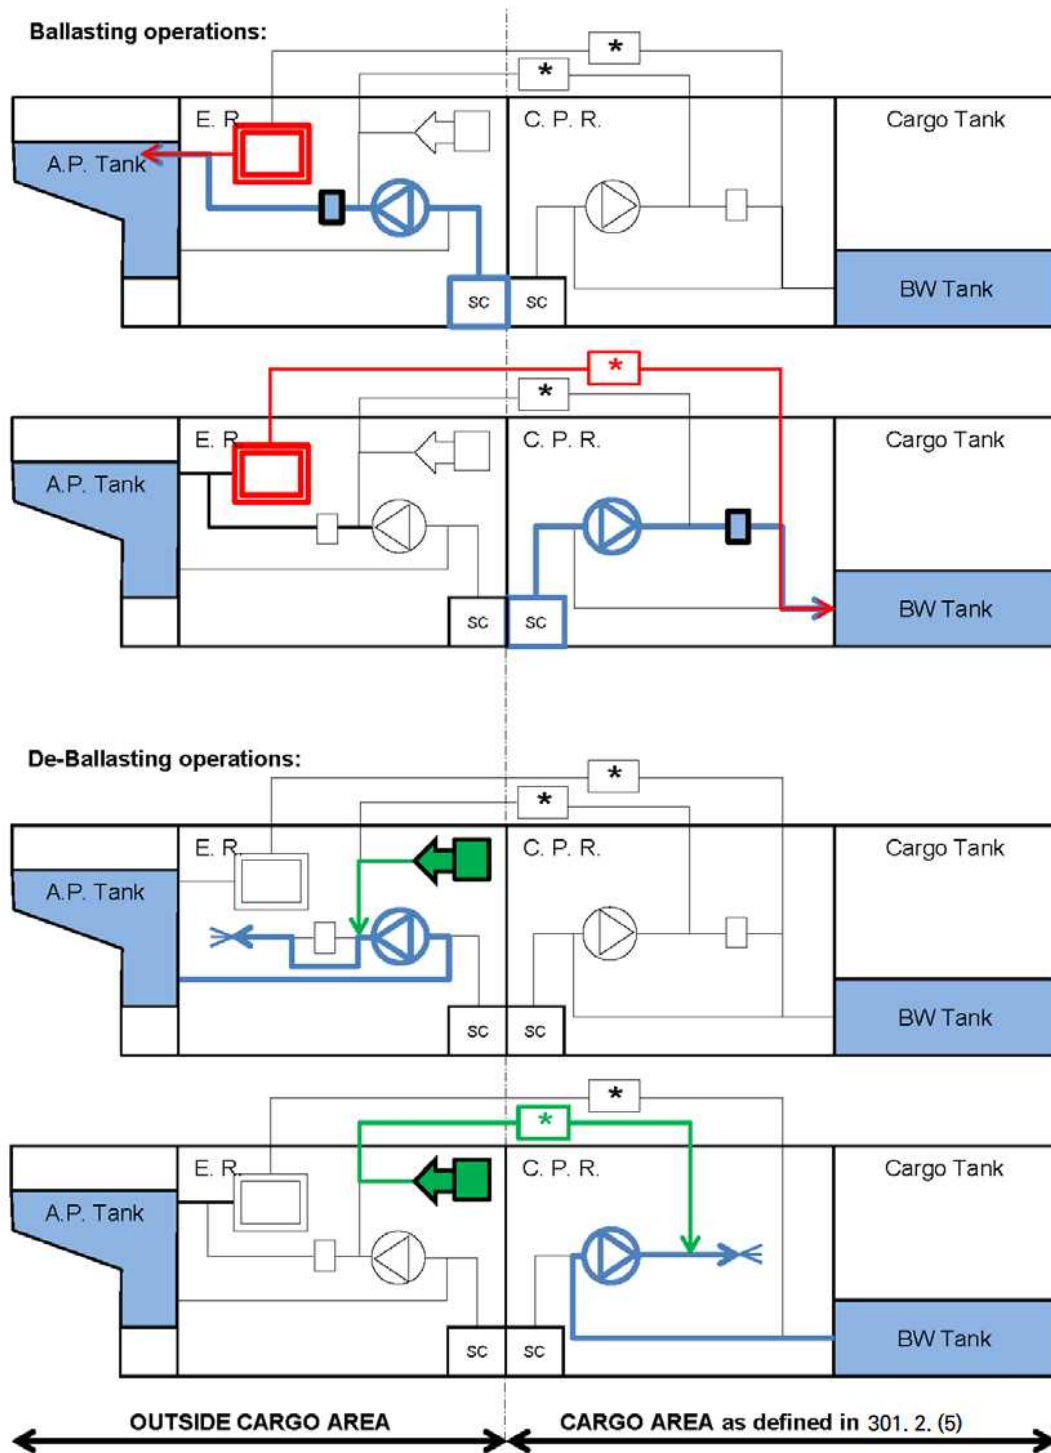 Ballasting operations:
*
*
E. R.
C. P. R.
Cargo Tank
A.P. Tank
SC
SC
BW Tank
*
*
E. R.
C. P. R.
Cargo Tank
A.P. Tank
SC
SC
BW Tank
De-Ballasting operations:
*
*
E. R.
C. P. R.
Cargo Tank
A.P. Tank
SC
SC
BW Tank
*
*
E. R.
C. P. R.
Cargo Tank
A.P. Tank
SC
SC
BW Tank
OUTSIDE CARGO AREA
CARGO AREA as defined in 301. 2. (5)